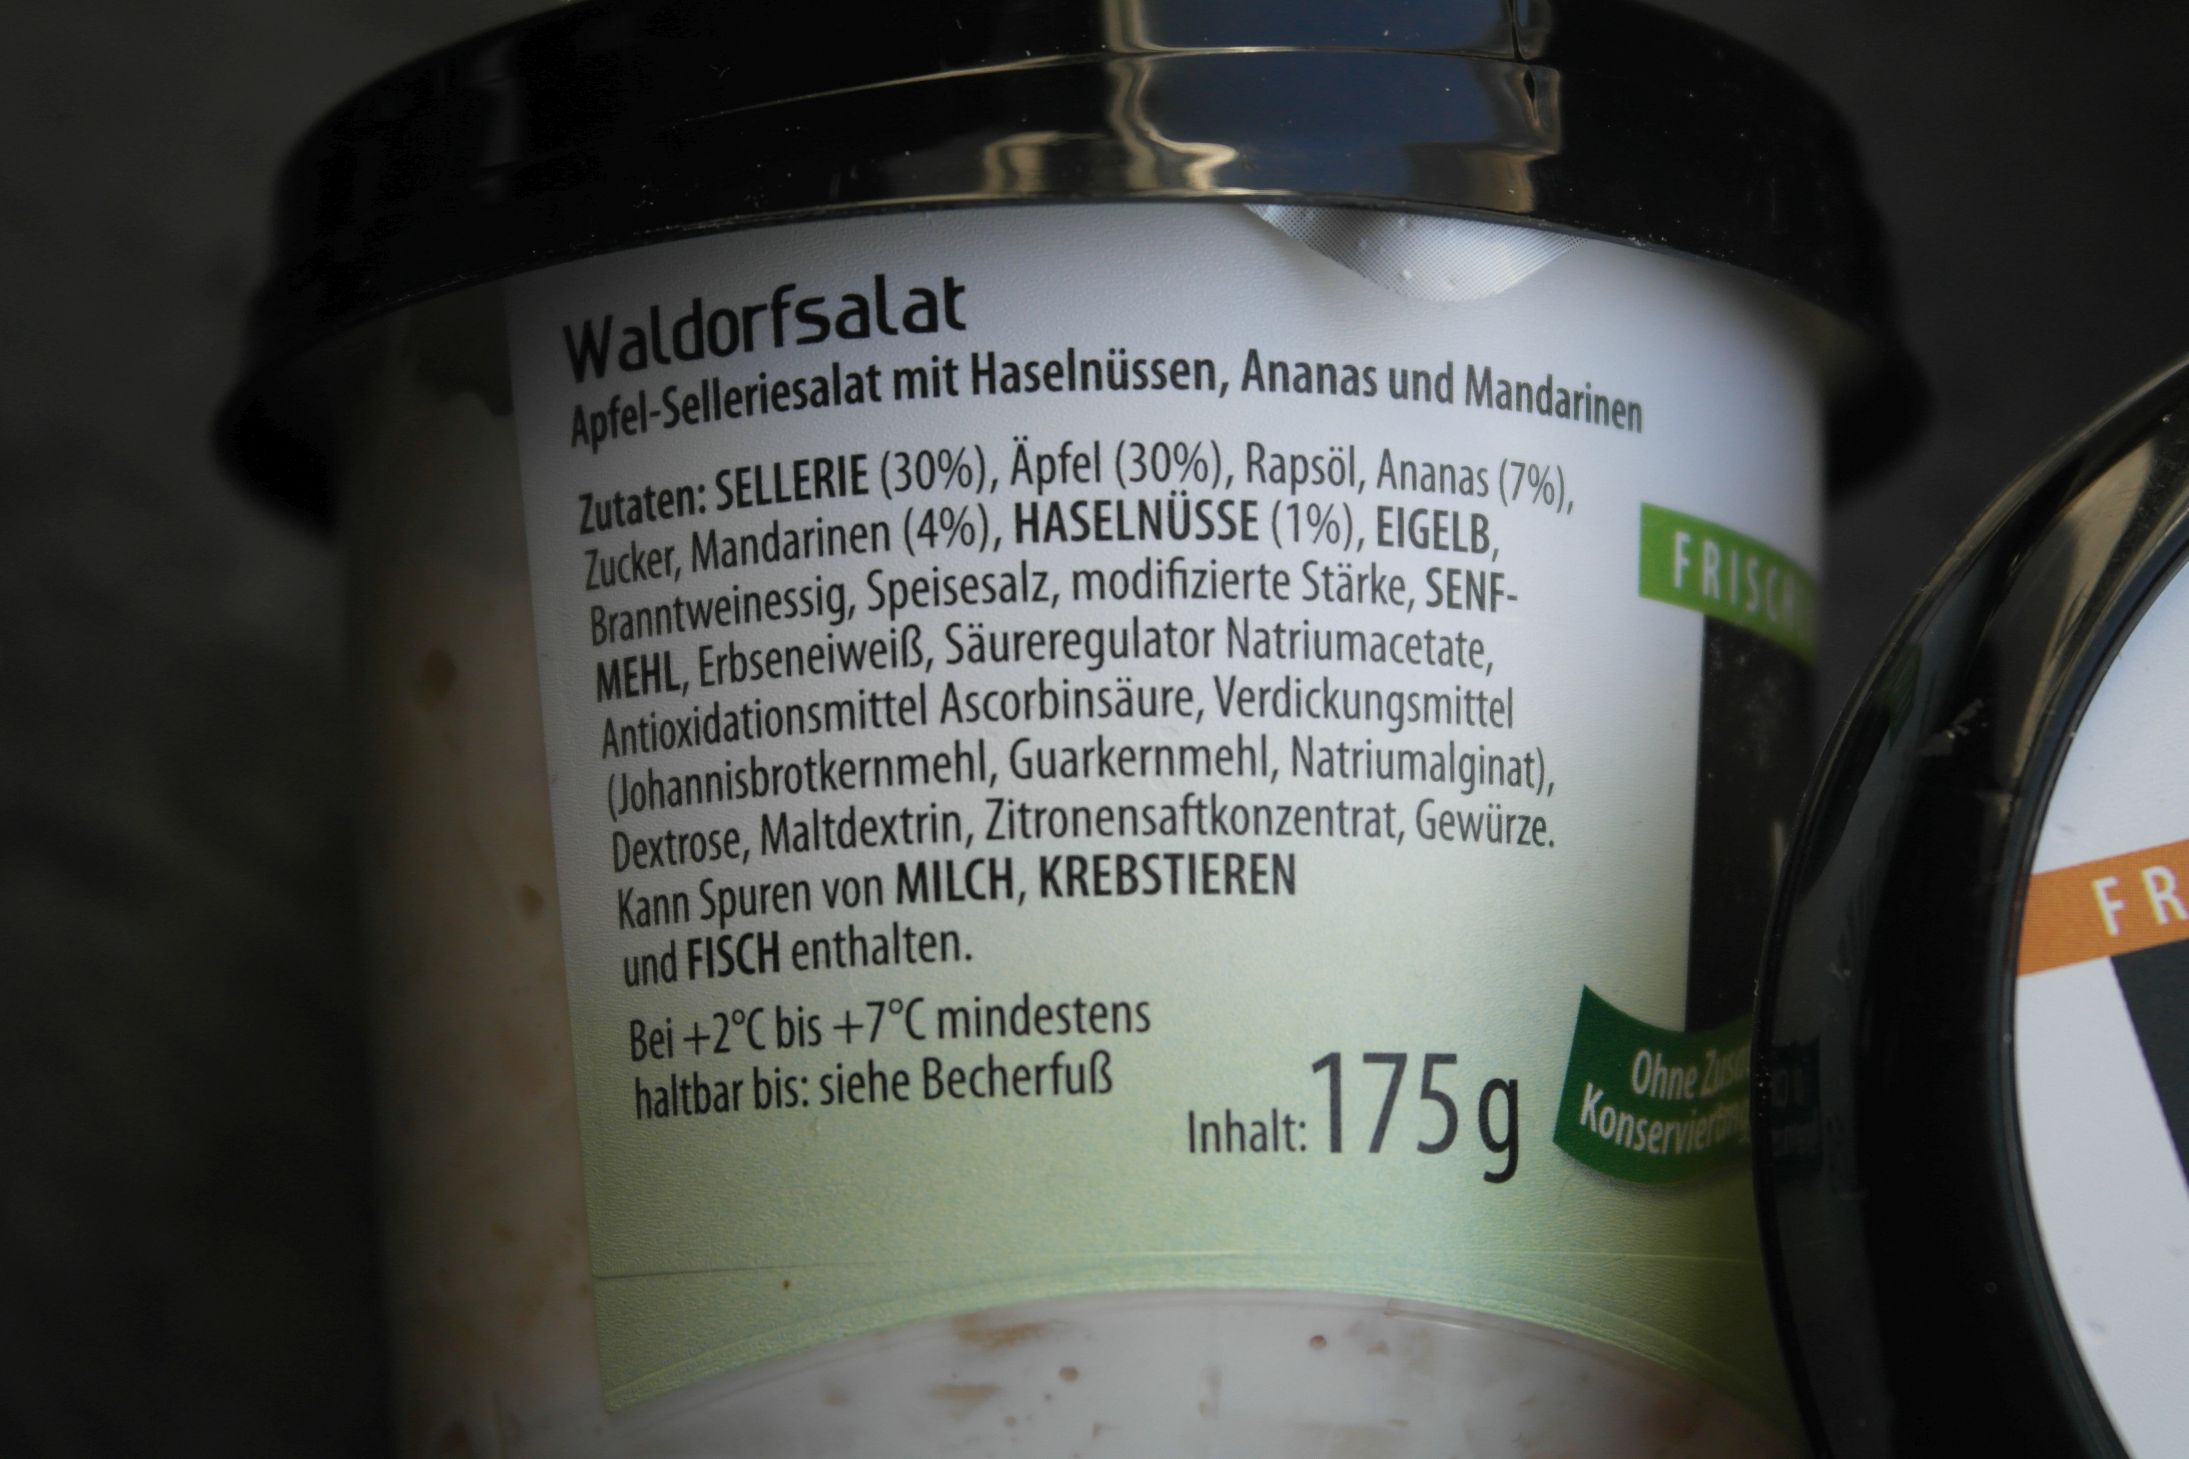 Waldorfsalat
Apfel-Selleriesalat mit Haselnüssen, Ananas und Mandarinen
Zutaten: SELLERIE (30%), Äpfel (30%), Rapsöl, Ananas (7%),
Zucker, Mandarinen (4%), HASELNÜSSE (1%), EIGELB,
Branntweinessig, Speisesalz, modifizierte Stärke, SENF-
MEHL, Erbseneiweiß, Säureregulator Natriumacetate,
Antioxidationsmittel Ascorbinsäure, Verdickungsmittel
(Johannisbrotkernmehl, Guarkernmehl, Natriumalginat),
Dextrose, Maltdextrin, Zitronensaftkonzentrat, Gewürze.
Kann Spuren von MILCH, KREBSTIEREN
und FISCH enthalten.
Bei +2°C bis +7°C mindestens
haltbar bis: siehe Becherfuß
Inhalt: 175 g
FRISCH
Ohne
FR